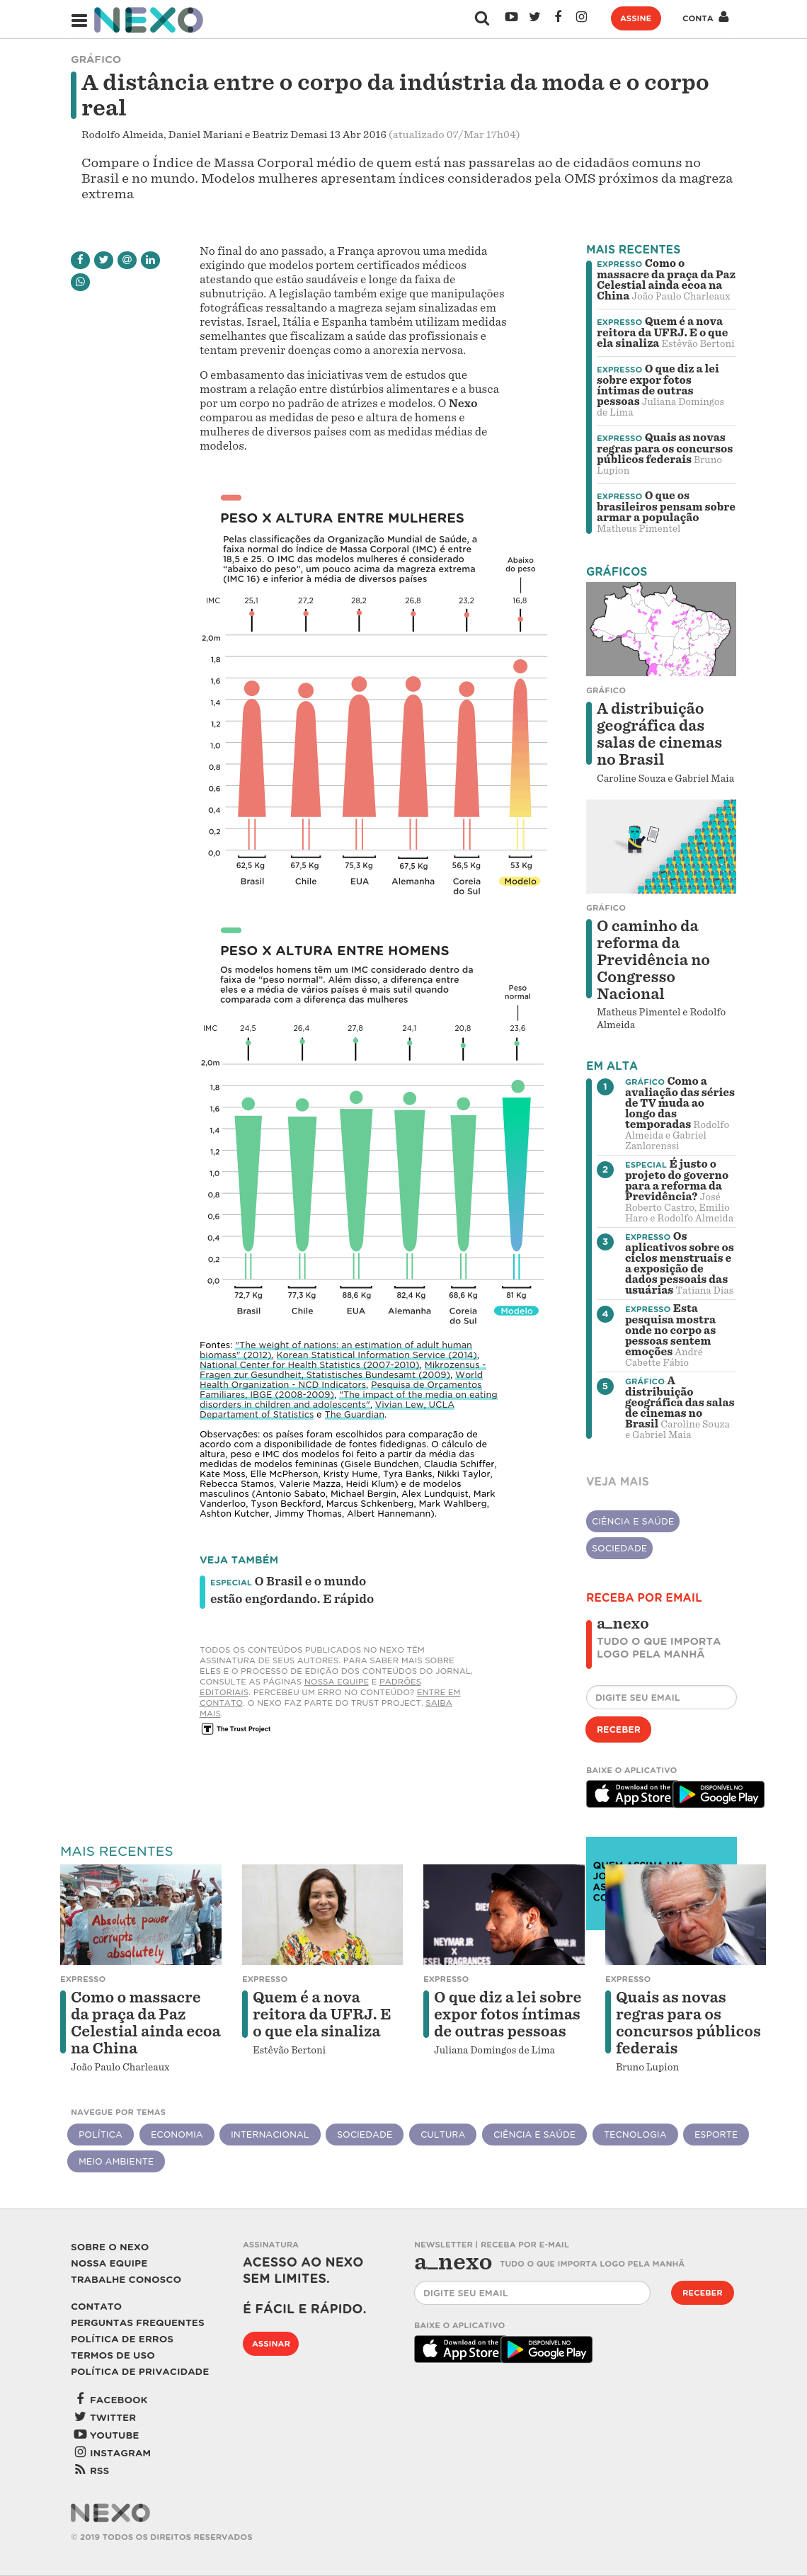 NEXO
ASSINE
CONTA
GRÁFICO
A distância entre o corpo da indústria da moda e o corpo
real
Rodolfo Almeida, Daniel Mariani e Beatriz Demasi 13 Abr 2016 (atualizado 07/Mar 17h04)
Compare o Índice de Massa Corporal médio de quem está nas passarelas ao de cidadãos comuns no
Brasil e no mundo. Modelos mulheres apresentam índices considerados pela OMS próximos da magreza
extrema
No final do ano passado, a França aprovou uma medida
exigindo que modelos portem certificados médicos
atestando que estão saudáveis e longe da faixa de
subnutrição. A legislação também exige que manipulações
fotográficas ressaltando a magreza sejam sinalizadas em
revistas. Israel, Itália e Espanha também utilizam medidas
semelhantes que fiscalizam a saúde das profissionais e
tentam prevenir doenças como a anorexia nervosa.
O embasamento das iniciativas vem de estudos que
mostram a relação entre distúrbios alimentares e a busca
por um corpo no padrão de atrizes e modelos. O Nexo
comparou as medidas de peso e altura de homens e
mulheres de diversos países com as medidas médias de
modelos.
PESO X ALTURA ENTRE MULHERES
Pelas classificações da Organização Mundial de Saúde, a
faixa normal do Índice de Massa Corporal (IMC) é entre
18,5 e 25. O IMC das modelos mulheres é considerado
"abaixo do peso", um pouco acima da magreza extrema
(IMC 16) e inferior à média de diversos países
Abaixo
do peso
IMC 25,1 27,2 28,2 26,8 23,2 16,8
2,0m
1,8
1,6
1,4
1,2
1,0
0,8
0,6
0,4
0,2
0,0
62,5 Kg 67,5 Kg 75,3 Kg 67,5 Kg 56,5 Kg 53 Kg
Brasil Chile EUA Alemanha Coreia Modelo
do Sul
PESO X ALTURA ENTRE HOMENS
Os modelos homens têm um IMC considerado dentro da
faixa de "peso normal". Além disso, a diferença entre
eles e a média de vários países é mais sutil quando
comparada com a diferença das mulheres
Peso
normal
IMC 24,5 26,4 27,8 24,1 20,8 23,6
2,0m
1,8
1,6
1,4
1,2
1,0
0,8
0,6
0,4
0,2
0,0
72,7 Kg 77,3 Kg 88,6 Kg 82,4 Kg 68,6 Kg 81 Kg
Brasil Chile EUA Alemanha Coreia Modelo
do Sul
Fontes: "The weight of nations: an estimation of adult human
biomass" (2012), Korean Statistical Information Service (2014),
National Center for Health Statistics (2007-2010), Mikrozensus -
Fragen zur Gesundheit, Statistisches Bundesamt (2009), World
Health Organization - NCD Indicators, Pesquisa de Orçamentos
Familiares, IBGE (2008-2009), "The impact of the media on eating
disorders in children and adolescents", Vivian Lew, UCLA
Departament of Statistics e The Guardian.
Observações: os países foram escolhidos para comparação de
acordo com a disponibilidade de fontes fidedignas. O cálculo de
altura, peso e IMC dos modelos foi feito a partir da média das
medidas de modelos femininas (Gisele Bundchen, Claudia Schiffer,
Kate Moss, Elle McPherson, Kristy Hume, Tyra Banks, Nikki Taylor,
Rebecca Stamos, Valerie Mazza, Heidi Klum) e de modelos
masculinos (Antonio Sabato, Michael Bergin, Alex Lundquist, Mark
Vanderloo, Tyson Beckford, Marcus Schkenberg, Mark Wahlberg,
Ashton Kutcher, Jimmy Thomas, Albert Hannemann).
VEJA TAMBÉM
ESPECIAL O Brasil e o mundo
estão engordando. E rápido
TODOS OS CONTEÚDOS PUBLICADOS NO NEXO TÊM
ASSINATURA DE SEUS AUTORES. PARA SABER MAIS SOBRE
ELES E O PROCESSO DE EDIÇÃO DOS CONTEÚDOS DO JORNAL,
CONSULTE AS PÁGINAS NOSSA EQUIPE E PADRÕES
EDITORIAIS. PERCEBEU UM ERRO NO CONTEÚDO? ENTRE EM
CONTATO. O NEXO FAZ PARTE DO TRUST PROJECT. SAIBA
MAIS.
T The Trust Project
MAIS RECENTES
EXPRESSO Como o
massacre da praça da Paz
Celestial ainda ecoa na
China João Paulo Charleaux
EXPRESSO Quem é a nova
reitora da UFRJ. E o que
ela sinaliza Estêvão Bertoni
EXPRESSO O que diz a lei
sobre expor fotos
íntimas de outras
pessoas Juliana Domingos
de Lima
EXPRESSO Quais as novas
regras para os concursos
públicos federais Bruno
Lupion
EXPRESSO O que os
brasileiros pensam sobre
armar a população
Matheus Pimentel
GRÁFICOS
GRÁFICO
A distribuição
geográfica das
salas de cinemas
no Brasil
Caroline Souza e Gabriel Maia
GRÁFICO
O caminho da
reforma da
Previdência no
Congresso
Nacional
Matheus Pimentel e Rodolfo
Almeida
EM ALTA
1 GRÁFICO Como a
avaliação das séries
de TV muda ao
longo das
temporadas Rodolfo
Almeida e Gabriel
Zanlorenssi
2 ESPECIAL É justo o
projeto do governo
para a reforma da
Previdência? José
Roberto Castro, Emilio
Haro e Rodolfo Almeida
3 EXPRESSO Os
aplicativos sobre os
ciclos menstruais e
a exposição de
dados pessoais das
usuárias Tatiana Dias
4 EXPRESSO Esta
pesquisa mostra
onde no corpo as
pessoas sentem
emoções André
Cabette Fábio
5 GRÁFICO A
distribuição
geográfica das salas
de cinemas no
Brasil Caroline Souza
e Gabriel Maia
VEJA MAIS
CIÊNCIA E SAÚDE
SOCIEDADE
RECEBA POR EMAIL
a_nexo
TUDO O QUE IMPORTA
LOGO PELA MANHÃ
DIGITE SEU EMAIL
RECEBER
BAIXE O APLICATIVO
Download on the
App Store
DISPONÍVEL NO
Google Play
MAIS RECENTES
Absolute power
corrupts
absolutely
NEYMAR JR
X
FRAGRANCES
EXPRESSO
Como o massacre
da praça da Paz
Celestial ainda ecoa
na China
João Paulo Charleaux
EXPRESSO
Quem é a nova
reitora da UFRJ. E
o que ela sinaliza
Estêvão Bertoni
EXPRESSO
O que diz a lei sobre
expor fotos íntimas
de outras pessoas
Juliana Domingos de Lima
EXPRESSO
Quais as novas
regras para os
concursos públicos
federais
Bruno Lupion
NAVEGUE POR TEMAS
POLÍTICA ECONOMIA INTERNACIONAL SOCIEDADE CULTURA CIÊNCIA E SAÚDE TECNOLOGIA ESPORTE
MEIO AMBIENTE
SOBRE O NEXO
NOSSA EQUIPE
TRABALHE CONOSCO
CONTATO
PERGUNTAS FREQUENTES
POLÍTICA DE ERROS
TERMOS DE USO
POLÍTICA DE PRIVACIDADE
FACEBOOK
TWITTER
YOUTUBE
INSTAGRAM
RSS
ASSINATURA
ACESSO AO NEXO
SEM LIMITES.
É FÁCIL E RÁPIDO.
ASSINAR
NEWSLETTER | RECEBA POR E-MAIL
a_nexo TUDO O QUE IMPORTA LOGO PELA MANHÃ
DIGITE SEU EMAIL
RECEBER
BAIXE O APLICATIVO
Download on the
App Store
DISPONÍVEL NO
Google Play
NEXO
© 2019 TODOS OS DIREITOS RESERVADOS